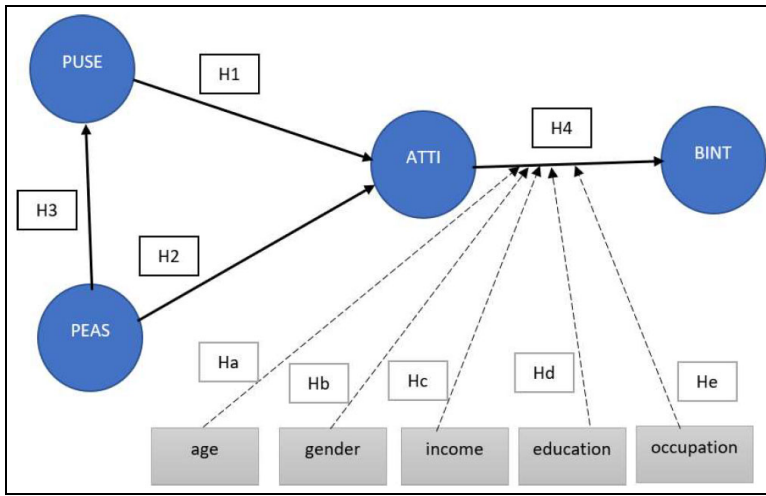 PUSE
H1
ATTI
H4
BINT
H3
H2
PEAS
Ha
Hb
Hc
Hd
He
age
gender
income
education
occupation